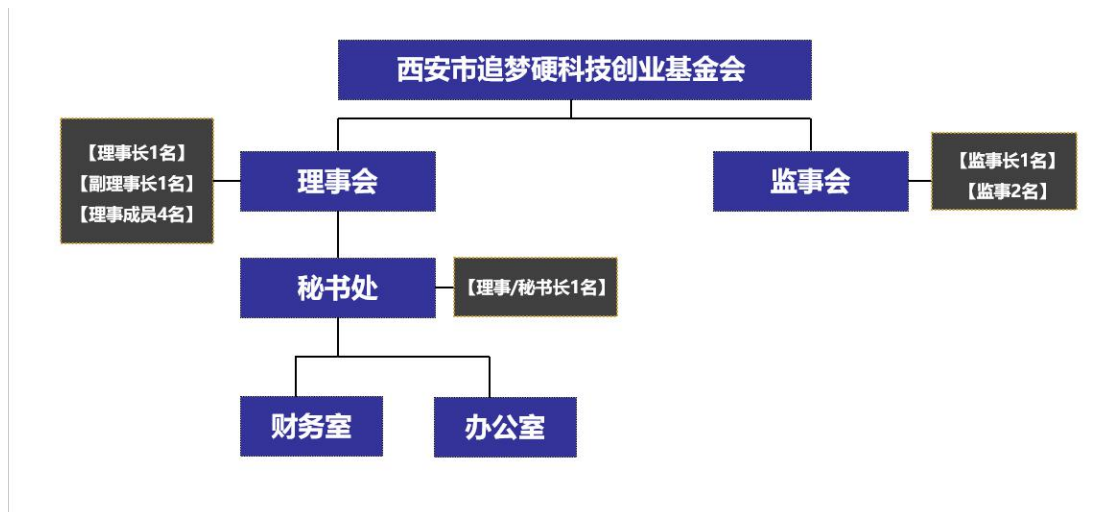 西安市追梦硬科技创业基金会
【理事长1名】
【副理事长1名】
【理事成员4名】
理事会
监事会
【监事长1名】
【监事2名】
秘书处
【理事/秘书长1名】
财务室
办公室